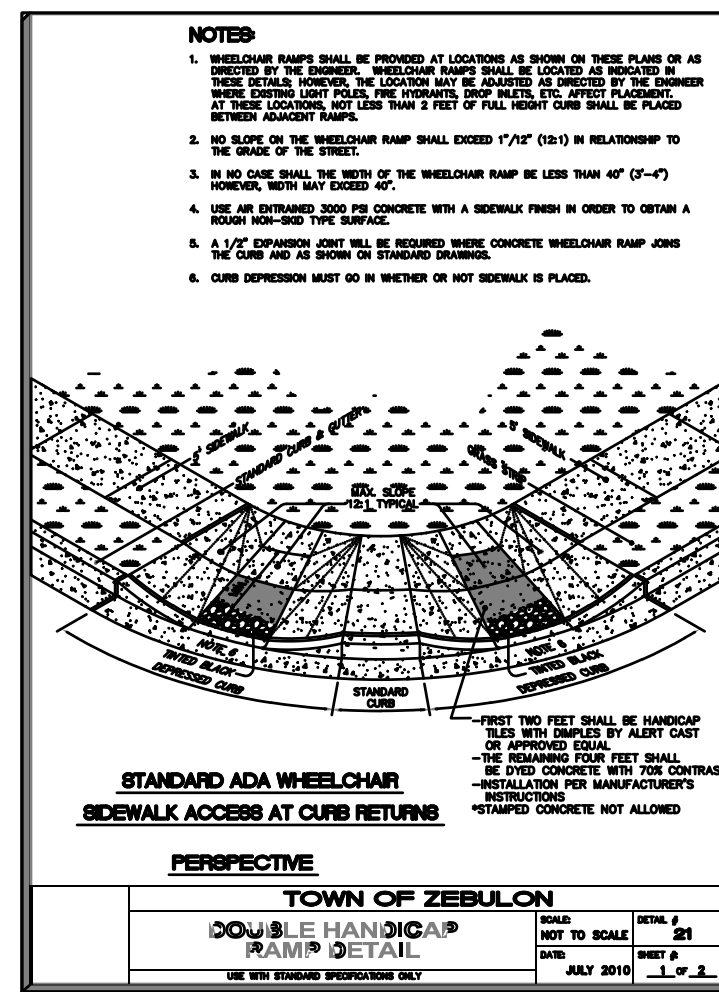 NOTES:
1. WHEELCHAIR RAMPS SHALL BE PROVIDED AT LOCATIONS AS SHOWN ON THESE PLANS OR AS
DIRECTED BY THE ENGINEER. WHEELCHAIR RAMPS SHALL BE LOCATED AS INDICATED IN
THESE DETAILS; HOWEVER, THE LOCATION MAY BE ADJUSTED AS DIRECTED BY THE ENGINEER
WHERE EXISTING LIGHT POLES, FIRE HYDRANTS, DROP INLETS, ETC. AFFECT PLACEMENT.
AT THESE LOCATIONS, NOT LESS THAN 2 FEET OF FULL HEIGHT CURB SHALL BE PLACED
BETWEEN ADJACENT RAMPS.
2. NO SLOPE ON THE WHEELCHAIR RAMP SHALL EXCEED 1"/12" (12:1) IN RELATIONSHIP TO
THE GRADE OF THE STREET.
3. IN NO CASE SHALL THE WIDTH OF THE WHEELCHAIR RAMP BE LESS THAN 40" (3'-4")
HOWEVER, WIDTH MAY EXCEED 40".
4. USE AIR ENTRAINED 3000 PSI CONCRETE WITH A SIDEWALK FINISH IN ORDER TO OBTAIN A
ROUGH NON-SKID TYPE SURFACE.
5. A 1/2" EXPANSION JOINT WILL BE REQUIRED WHERE CONCRETE WHEELCHAIR RAMP JOINS
THE CURB AND AS SHOWN ON STANDARD DRAWINGS.
6. CURB DEPRESSION MUST GO IN WHETHER OR NOT SIDEWALK IS PLACED.
5' SIDEWALK
STANDARD CURB & GUTTER
5' SIDEWALK
GRASS STRIP
MAX. SLOPE
12:1 TYPICAL
NOTE 6
TINTED BLACK
DEPRESSED CURB
NOTE 6
TINTED BLACK
DEPRESSED CURB
STANDARD
CURB
-FIRST TWO FEET SHALL BE HANDICAP
TILES WITH DIMPLES BY ALERT CAST
OR APPROVED EQUAL
-THE REMAINING FOUR FEET SHALL
BE DYED CONCRETE WITH 70% CONTRAS
-INSTALLATION PER MANUFACTURER'S
INSTRUCTIONS
*STAMPED CONCRETE NOT ALLOWED
STANDARD ADA WHEELCHAIR
SIDEWALK ACCESS AT CURB RETURNS
PERSPECTIVE
TOWN OF ZEBULON
DOUBLE HANDICAP
RAMP DETAIL
USE WITH STANDARD SPECIFICATIONS ONLY
SCALE:
NOT TO SCALE
DETAIL #
21
DATE:
JULY 2010
SHEET #:
1 OF 2